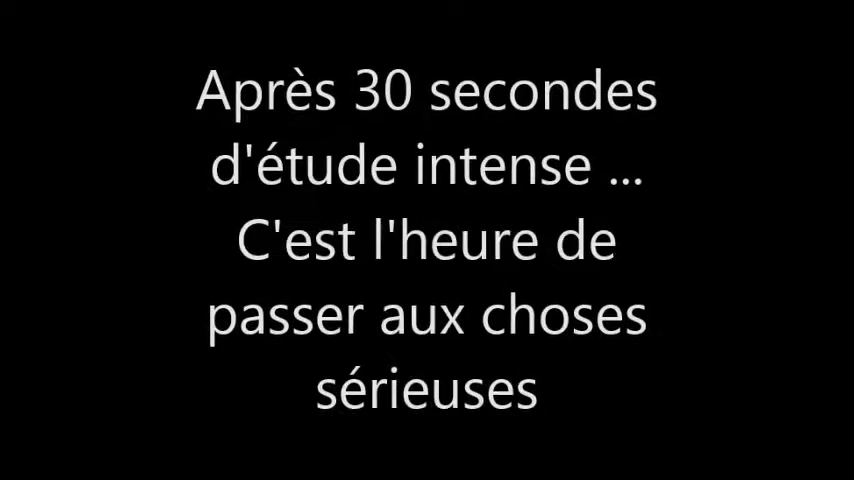 Après 30 secondes
d'étude intense ...
C'est l'heure de
passer aux choses
sérieuses